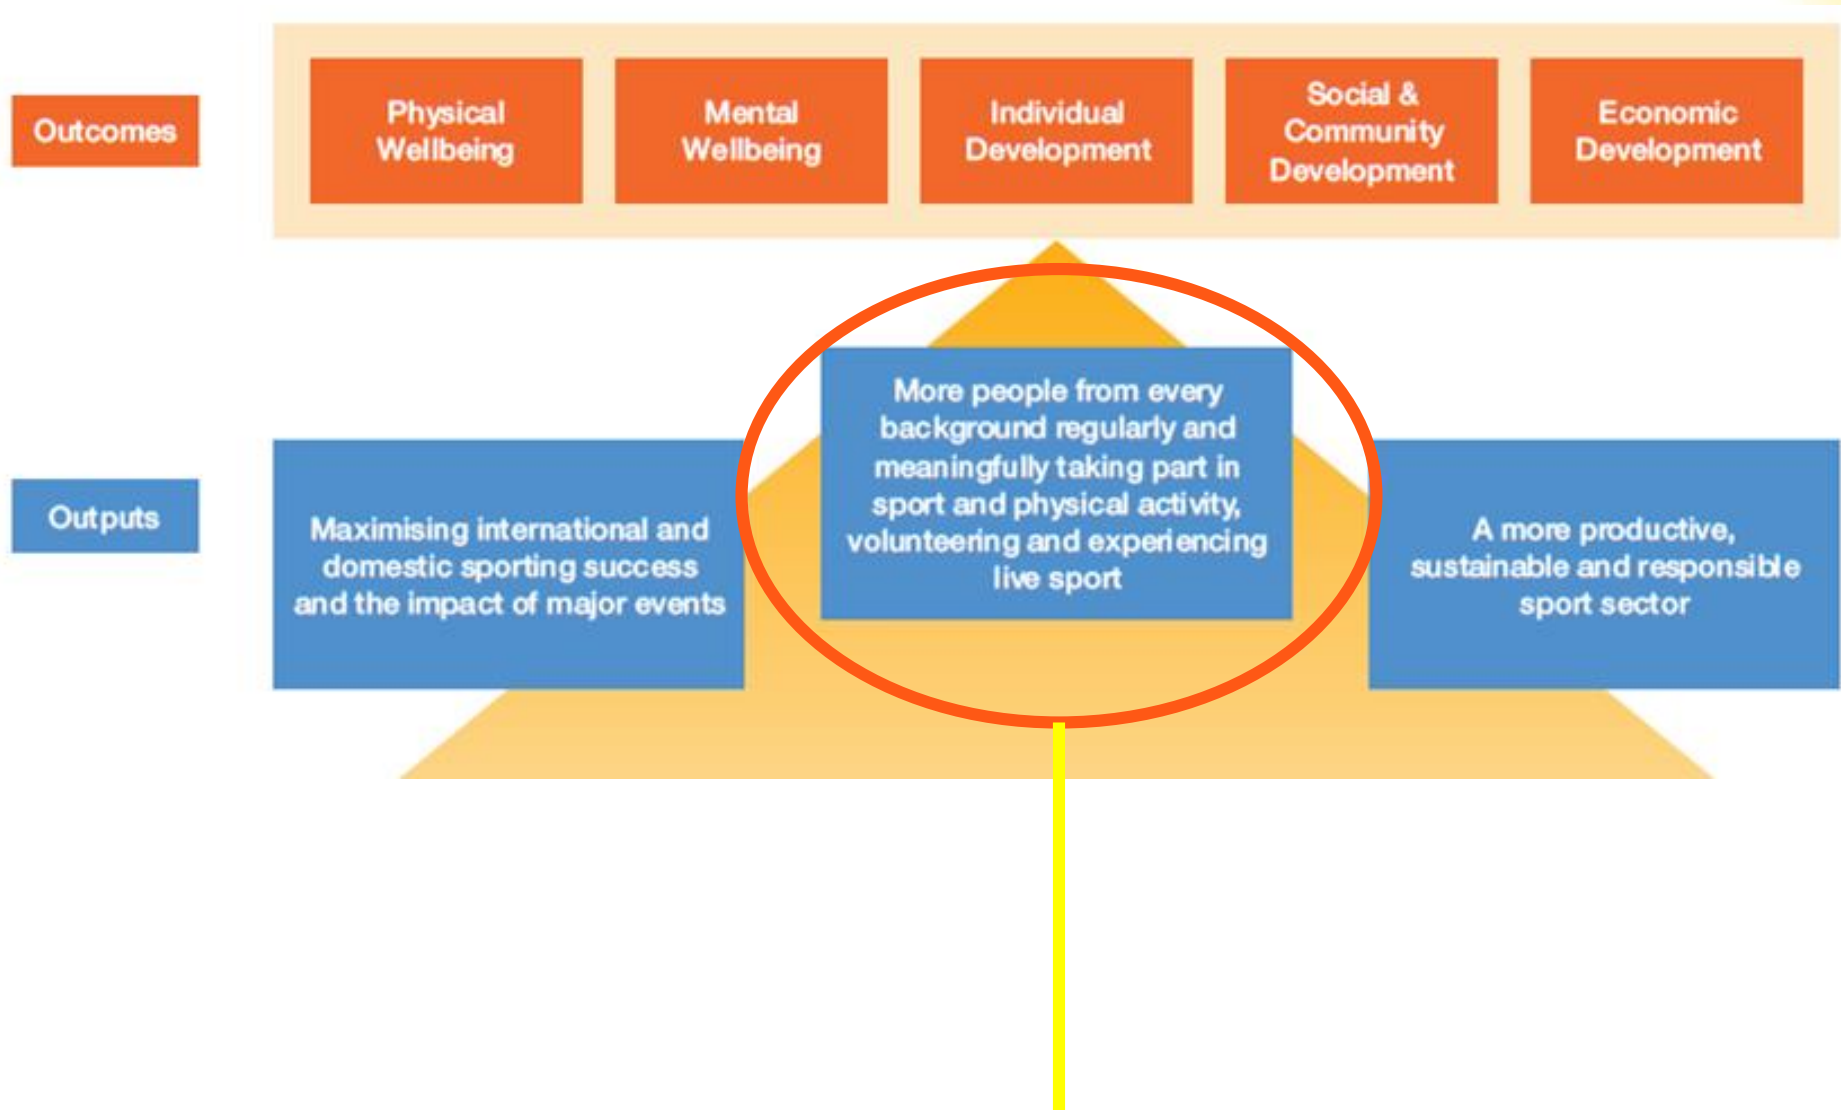 Outcomes
Physical
Wellbeing
Mental
Wellbeing
Individual
Development
Social &
Community
Development
Economic
Development
Outputs
Maximising international and
domestic sporting success
and the impact of major events
More people from every
background regularly and
meaningfully taking part in
sport and physical activity,
volunteering and experiencing
live sport
A more productive,
sustainable and responsible
sport sector